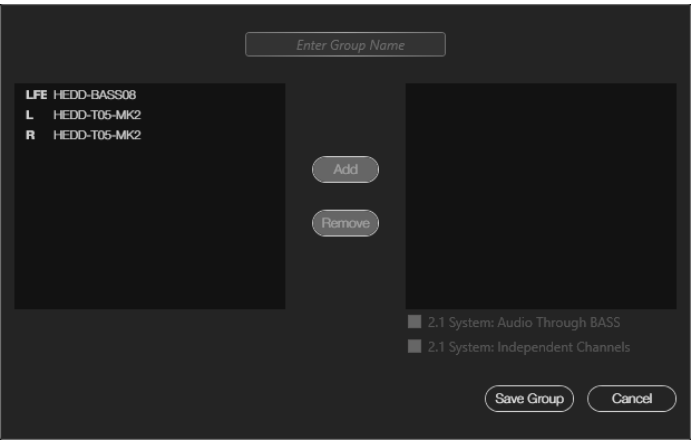 Enter Group Name
LFE HEDD-BASS08
L HEDD-T05-MK2
R HEDD-T05-MK2
Add
Remove
2.1 System: Audio Through BASS
2.1 System: Independent Channels
Save Group Cancel